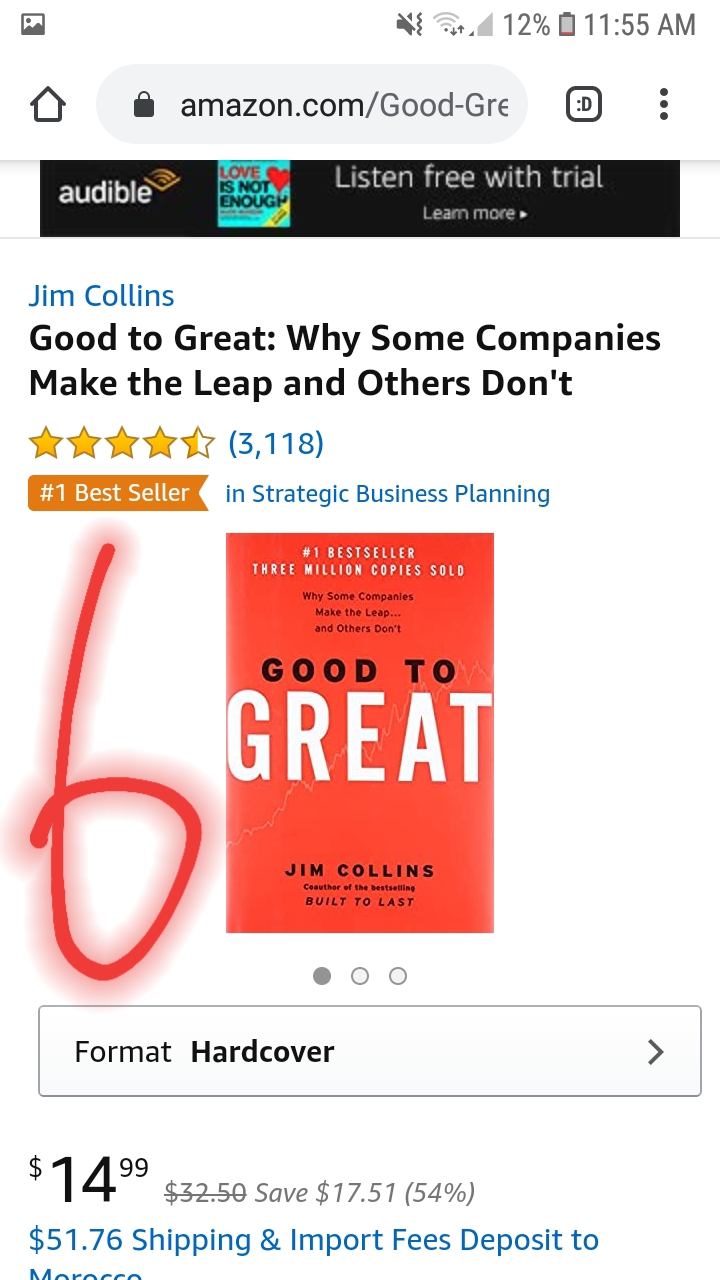 12% 11:55 AM
amazon.com/Good-Gre
:D
audible
LOVE
IS NOT
ENOUGH
Listen free with trial
Learn more ▸
Jim Collins
Good to Great: Why Some Companies
Make the Leap and Others Don't
(3,118)
#1 Best Seller in Strategic Business Planning
6
#1 BESTSELLER
THREE MILLION COPIES SOLD
Why Some Companies
Make the Leap...
and Others Don't
GOOD TO
GREAT
JIM COLLINS
Coauthor of the bestselling
BUILT TO LAST
Format Hardcover
$14.99 $32.50 Save $17.51 (54%)
$51.76 Shipping & Import Fees Deposit to
Morocco